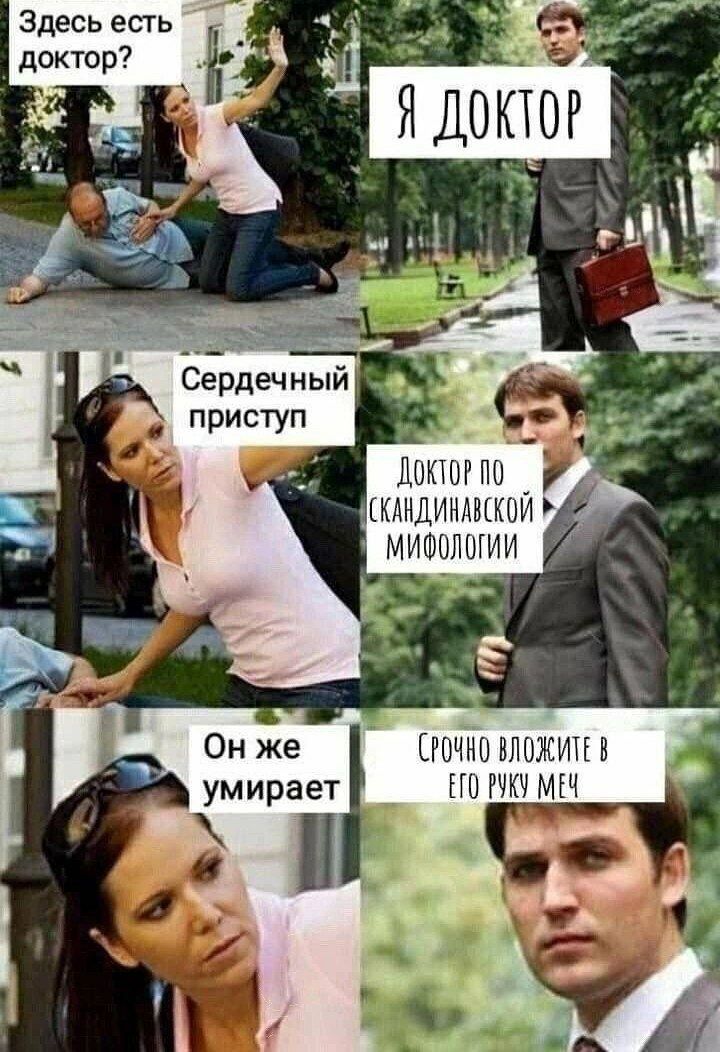 Здесь есть
доктор?
Я ДОКТОР
Сердечный
приступ
ДОКТОР ПО
СКАНДИНАВСКОЙ
МИФОЛОГИИ
Он же
умирает
СРОЧНО ВЛОЖИТЕ В
ЕГО РУКУ МЕЧ